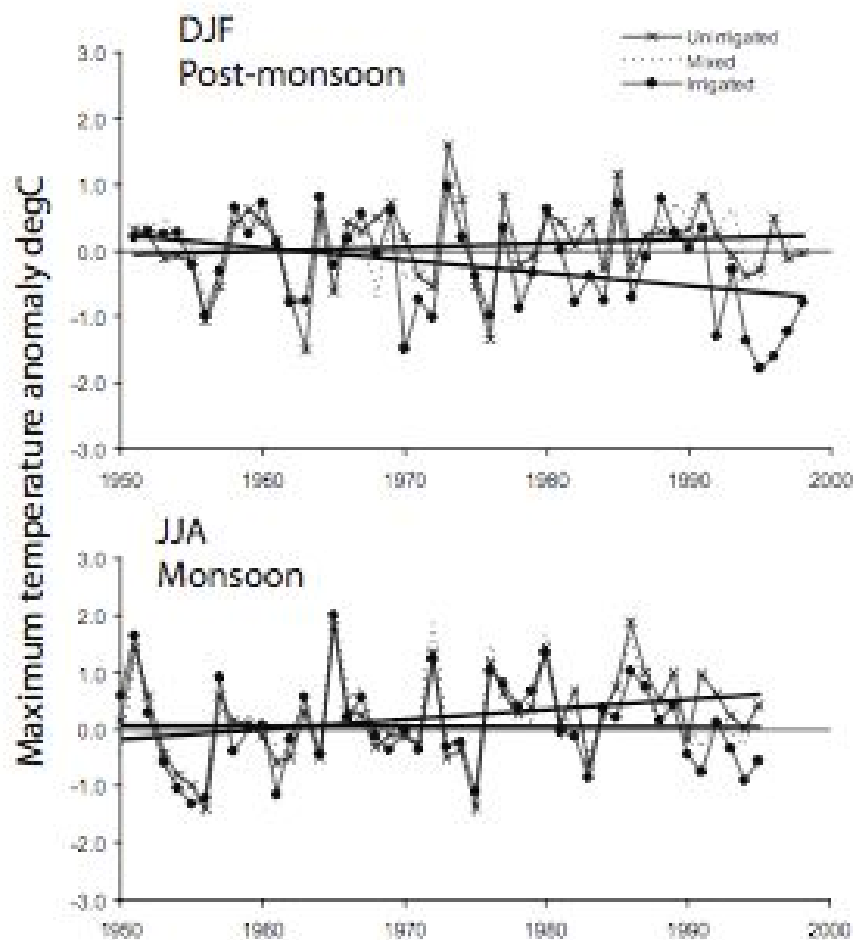 DJF
Post-monsoon
Unirrigated
Mixed
Irrigated
3.0
2.0
1.0
0.0
-1.0
-2.0
-3.0
1950 1960 1970 1980 1990 2000
Maximum temperature anomaly degC
JJA
Monsoon
3.0
2.0
1.0
0.0
-1.0
-2.0
-3.0
1950 1960 1970 1980 1990 2000